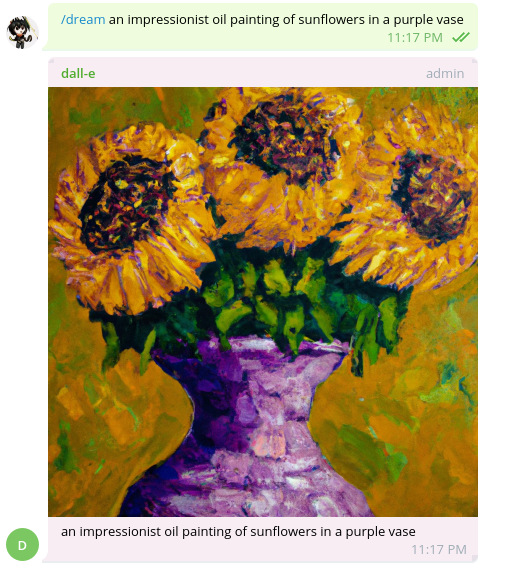 /dream an impressionist oil painting of sunflowers in a purple vase
11:17 PM
dall-e admin
an impressionist oil painting of sunflowers in a purple vase
D
11:17 PM